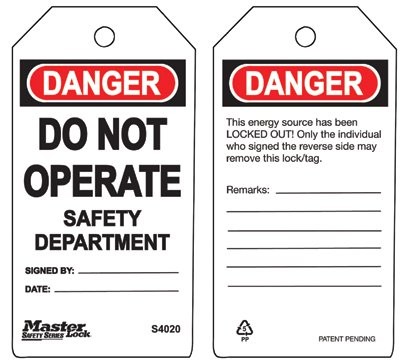 DANGER
DO NOT
OPERATE
SAFETY
DEPARTMENT
SIGNED BY:
DATE:
Master Lock
SAFETY SERIES
S4020
DANGER
This energy source has been
LOCKED OUT! Only the individual
who signed the reverse side may
remove this lock/tag.
Remarks:
5
PP
PATENT PENDING